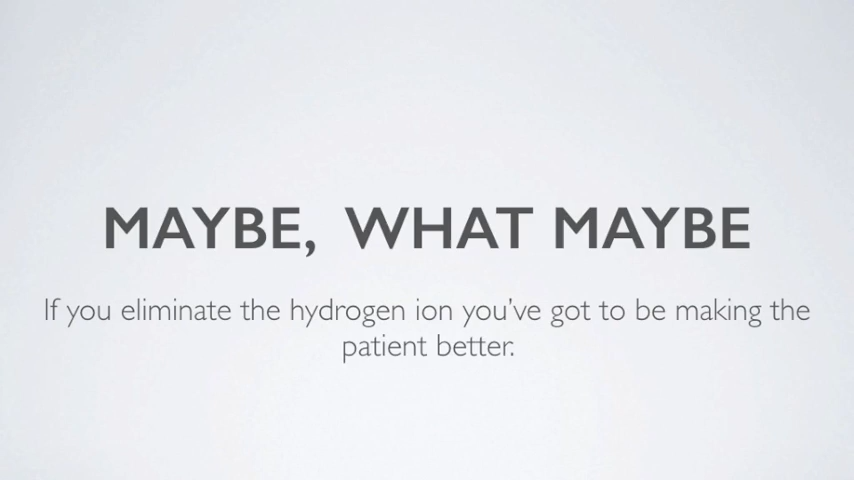 MAYBE, WHAT MAYBE
If you eliminate the hydrogen ion you've got to be making the
patient better.